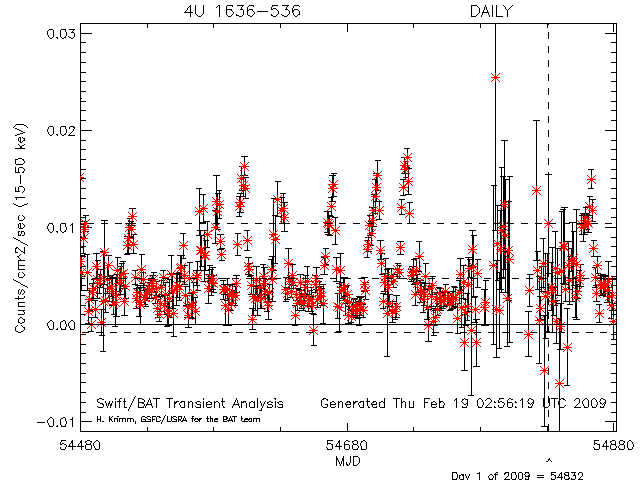 4U 1636-536 DAILY
0.03
0.02
0.01
0.00
-0.01
Counts/cm^2/sec (15-50 keV)
Swift/BAT Transient Analysis Generated Thu Feb 19 02:56:19 UTC 2009
H. Krimm, GSFC/USRA for the BAT team
54480 54680 54880
MJD
^
Day 1 of 2009 = 54832